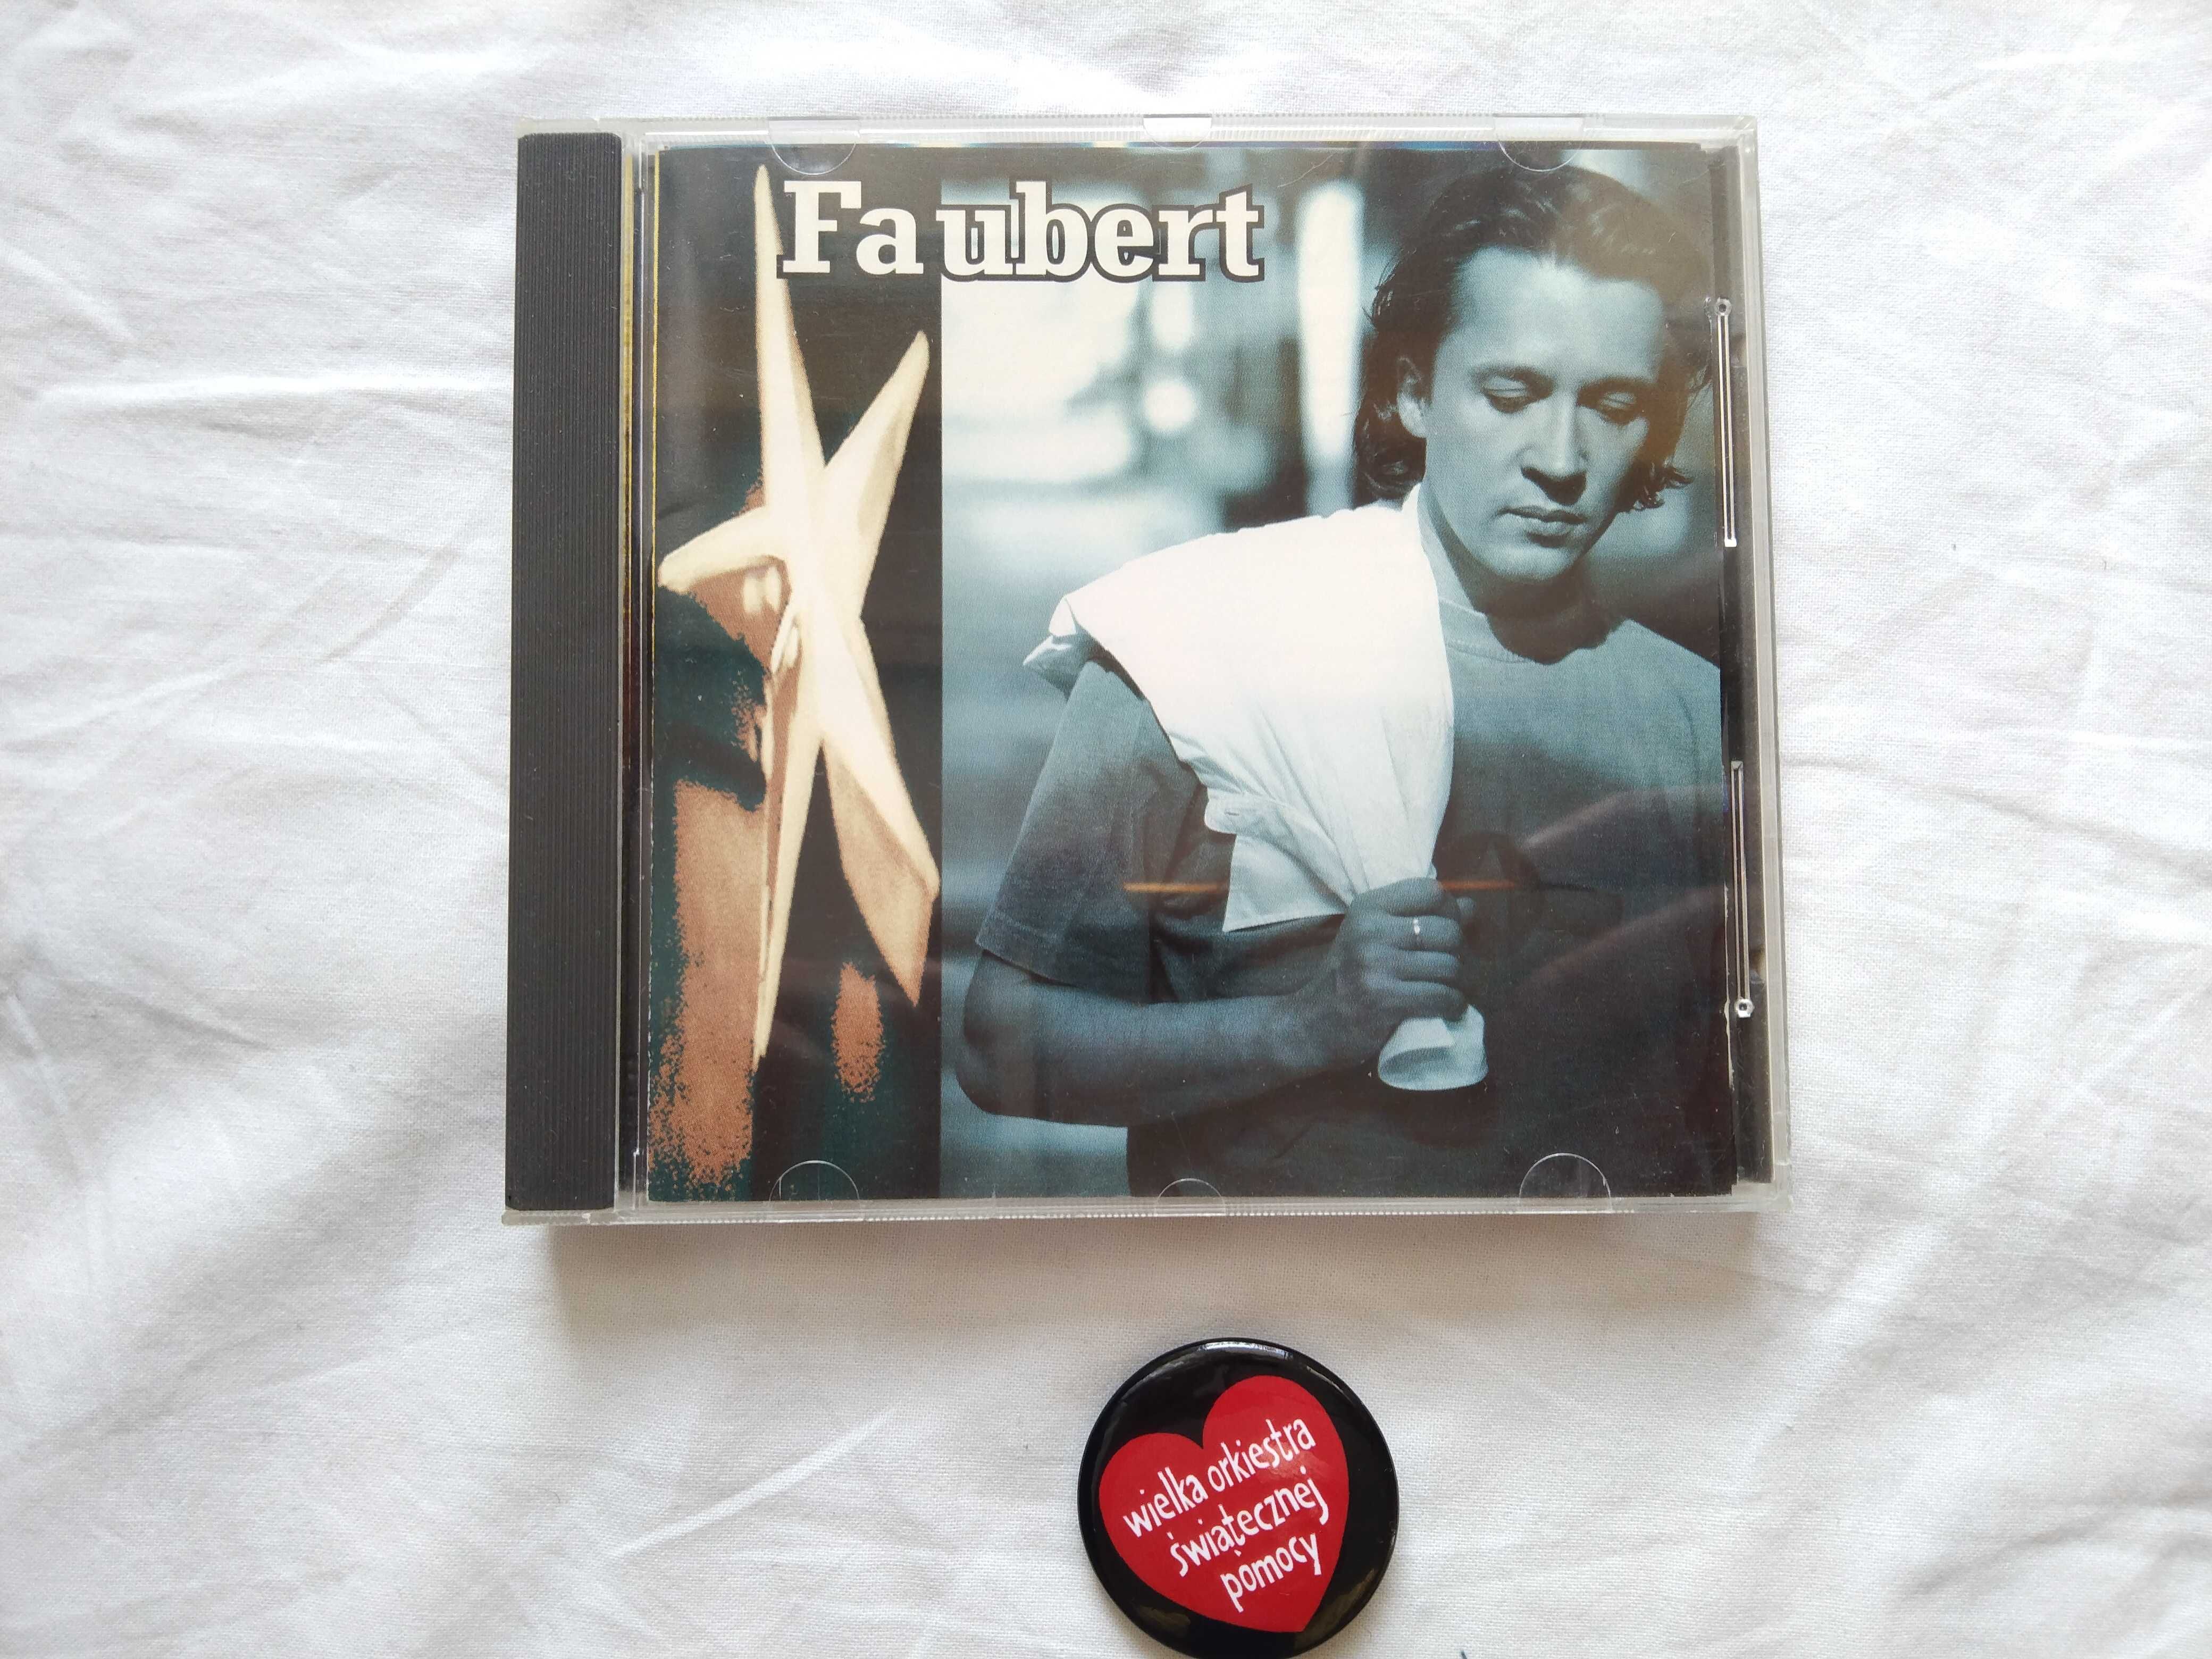 Faubert
wielka orkiestra
świątecznej
pomocy